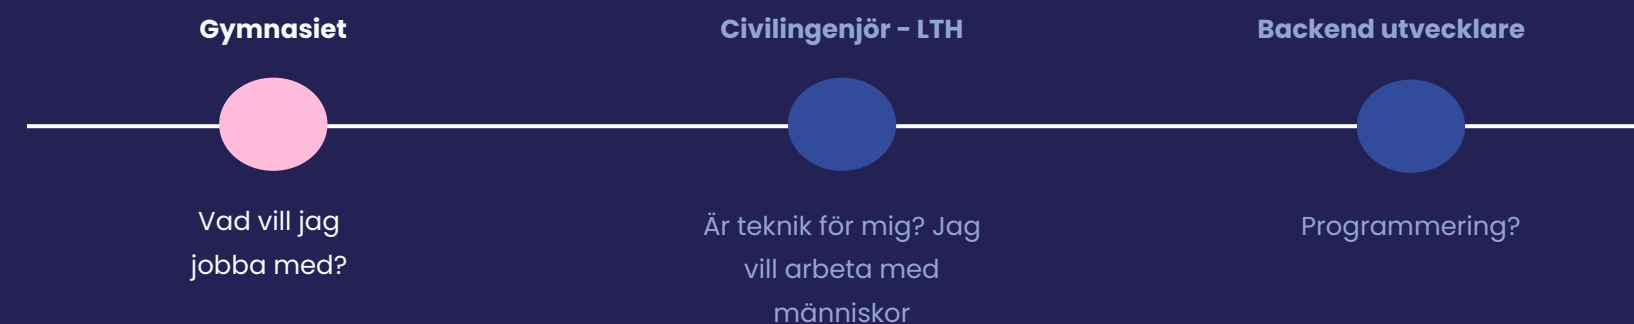 Gymnasiet
Vad vill jag
jobba med?
Civilingenjör - LTH
Är teknik för mig? Jag
vill arbeta med
människor
Backend utvecklare
Programmering?